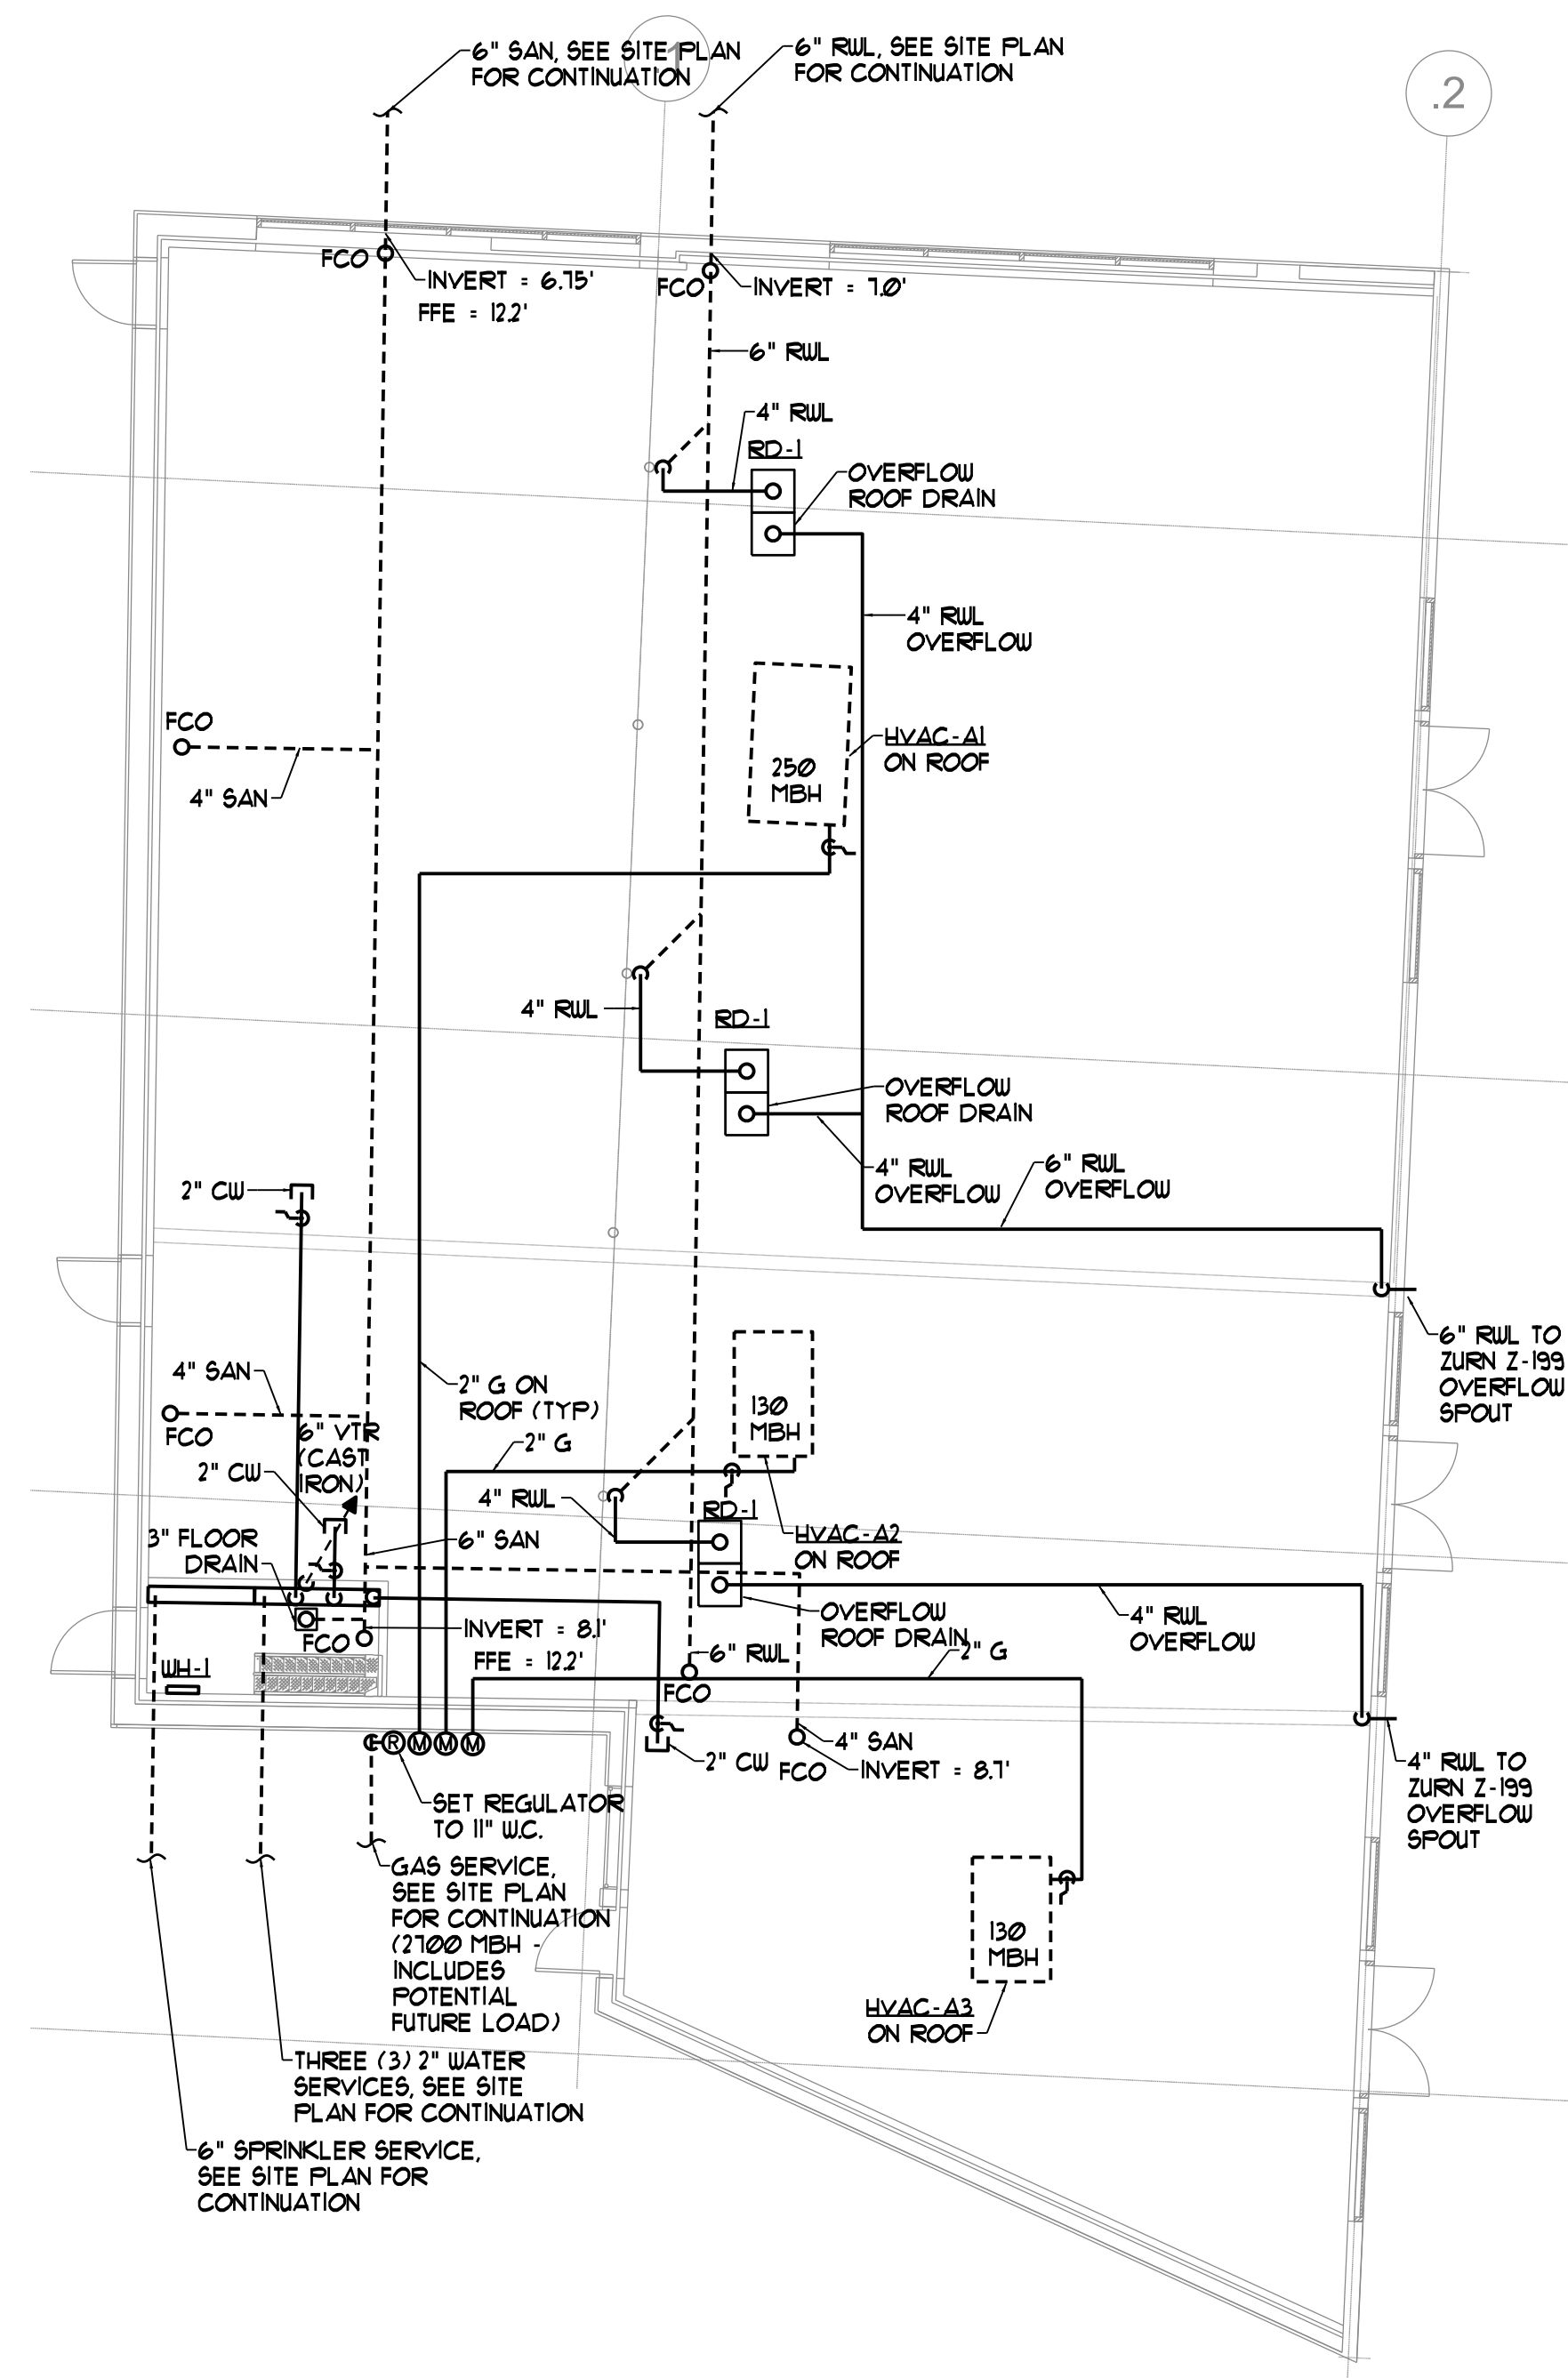 6" SAN, SEE SITE PLAN
FOR CONTINUATION
1
6" RWL, SEE SITE PLAN
FOR CONTINUATION
.2
FCO
INVERT = 6.75'
FFE = 12.2'
FCO
INVERT = 7.0'
6" RWL
4" RWL
RD-1
OVERFLOW
ROOF DRAIN
4" RWL
OVERFLOW
FCO
4" SAN
250
MBH
HVAC-A1
ON ROOF
4" RWL
RD-1
OVERFLOW
ROOF DRAIN
4" RWL
OVERFLOW
6" RWL
OVERFLOW
2" CW
6" RWL TO
ZURN Z-199
OVERFLOW
SPOUT
4" SAN
FCO
6" VTR
(CAST
IRON)
2" CW
2" G ON
ROOF (TYP)
2" G
130
MBH
4" RWL
RD-1
HVAC-A2
ON ROOF
3" FLOOR
DRAIN
6" SAN
FCO
INVERT = 8.1'
FFE = 12.2'
OVERFLOW
ROOF DRAIN
4" RWL
OVERFLOW
6" RWL
2" G
WH-1
FCO
R
M
M
M
2" CW
4" SAN
FCO
INVERT = 8.7'
4" RWL TO
ZURN Z-199
OVERFLOW
SPOUT
SET REGULATOR
TO 11" W.C.
GAS SERVICE,
SEE SITE PLAN
FOR CONTINUATION
(2700 MBH -
INCLUDES
POTENTIAL
FUTURE LOAD)
130
MBH
HVAC-A3
ON ROOF
THREE (3) 2" WATER
SERVICES, SEE SITE
PLAN FOR CONTINUATION
6" SPRINKLER SERVICE,
SEE SITE PLAN FOR
CONTINUATION